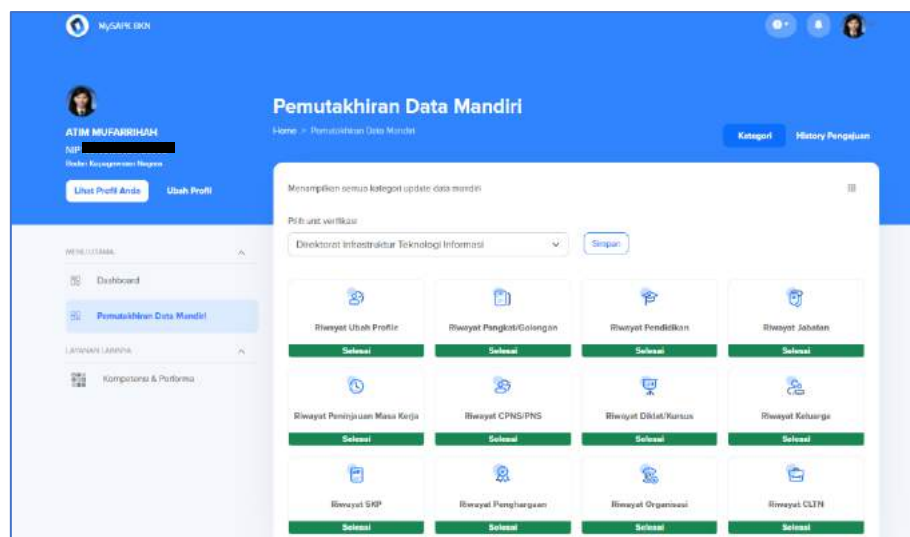 MySAPK BKN
ATIM MUFARRIHAH
NIP
Badan Kepegawaian Negara
Lihat Profil Anda
Ubah Profil
Pemutakhiran Data Mandiri
Home > Pemutakhiran Data Mandiri
Kategori
History Pengajuan
MENU UTAMA
Dashboard
Pemutakhiran Data Mandiri
LAYANAN LAINNYA
Kompetensi & Performa
Menampilkan semua kategori update data mandiri
Pilih unit verifikasi
Direktorat Infrastruktur Teknologi Informasi
Simpan
Riwayat Ubah Profile
Riwayat Pangkat/Golongan
Riwayat Pendidikan
Riwayat Jabatan
Selesai
Selesai
Selesai
Selesai
Riwayat Peninjauan Masa Kerja
Riwayat CPNS/PNS
Riwayat Diklat/Kursus
Riwayat Keluarga
Selesai
Selesai
Selesai
Selesai
Riwayat SKP
Riwayat Penghargaan
Riwayat Organisasi
Riwayat CLTN
Selesai
Selesai
Selesai
Selesai